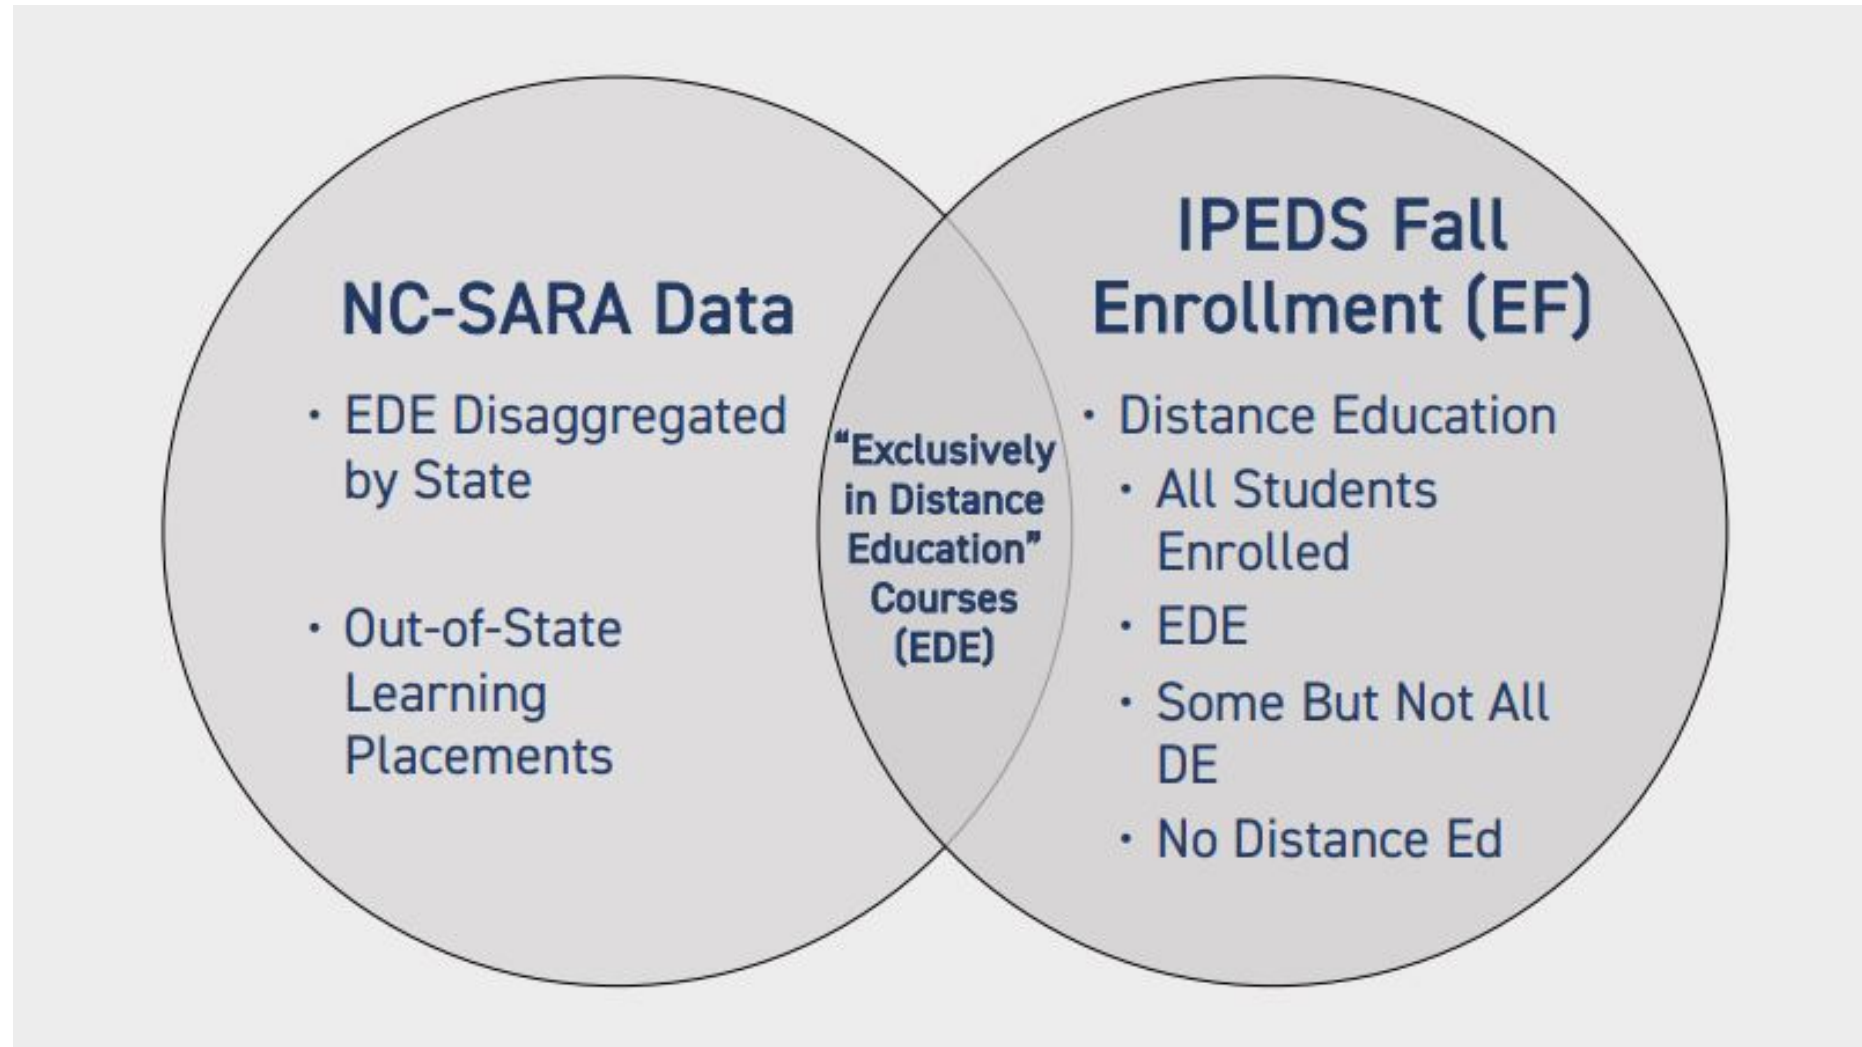 NC-SARA Data
• EDE Disaggregated
by State
• Out-of-State
Learning
Placements
“Exclusively
in Distance
Education”
Courses
(EDE)
IPEDS Fall
Enrollment (EF)
• Distance Education
• All Students
Enrolled
• EDE
• Some But Not All
DE
• No Distance Ed